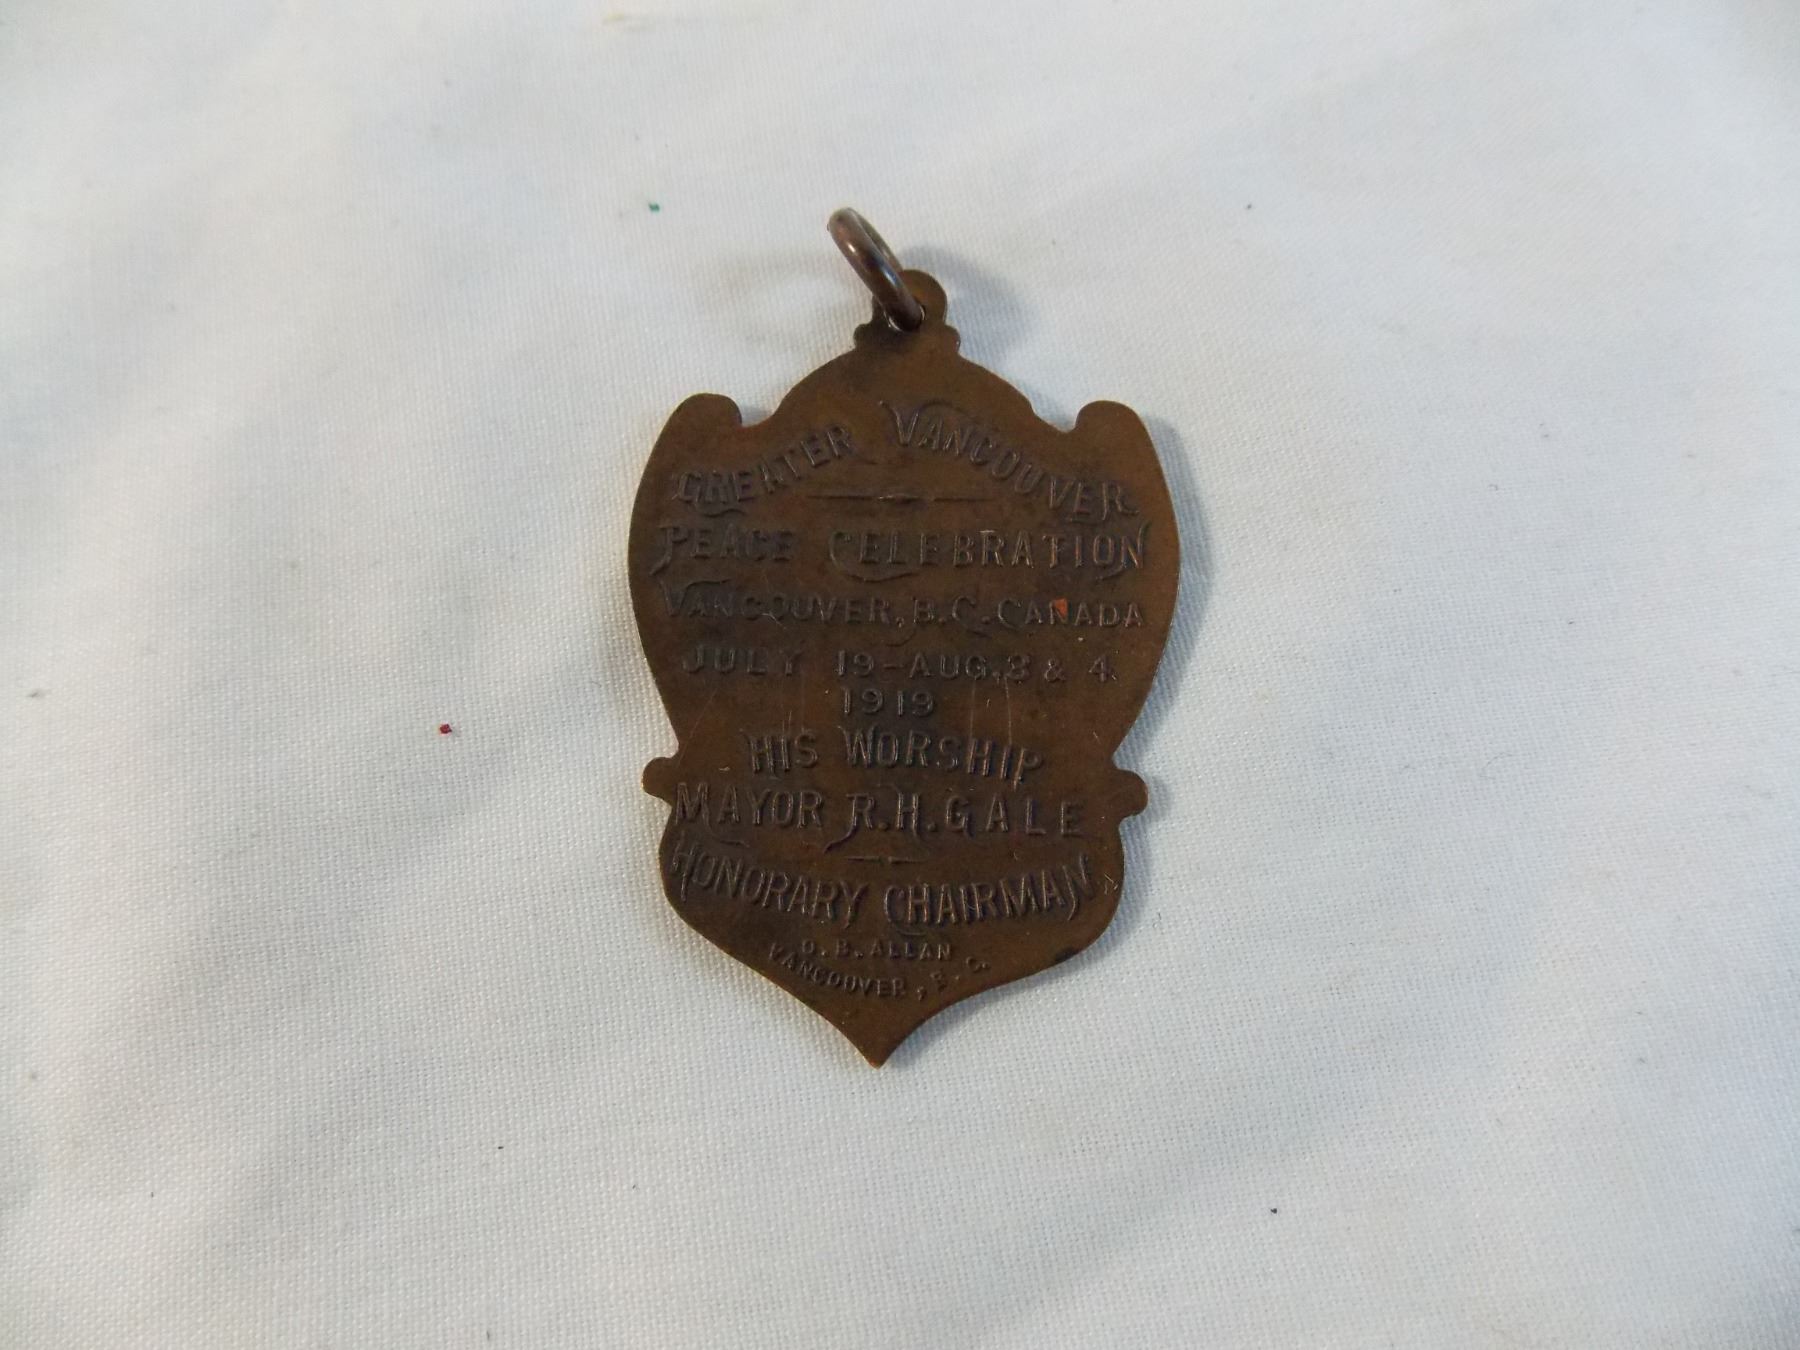 GREATER VANCOUVER
PEACE CELEBRATION
VANCOUVER, B.C. CANADA
JULY 19-AUG. 3 & 4
1919
HIS WORSHIP
MAYOR R.H.GALE
HONORARY CHAIRMAN
O.B. ALLAN
VANCOUVER, B.C.